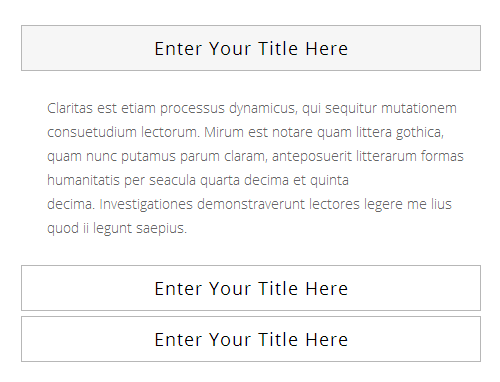 Enter Your Title Here
Claritas est etiam processus dynamicus, qui sequitur mutationem
consuetudium lectorum. Mirum est notare quam littera gothica,
quam nunc putamus parum claram, anteposuerit litterarum formas
humanitatis per seacula quarta decima et quinta
decima. Investigationes demonstraverunt lectores legere me lius
quod ii legunt saepius.
Enter Your Title Here
Enter Your Title Here